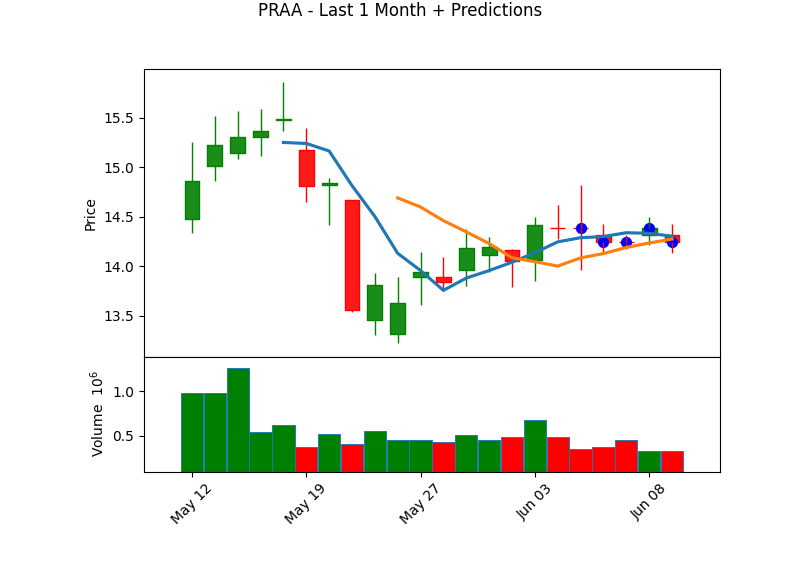 PRAA - Last 1 Month + Predictions
15.5
15.0
14.5
14.0
13.5
Price
1.0
0.5
Volume 10^6
May 12
May 19
May 27
Jun 03
Jun 08